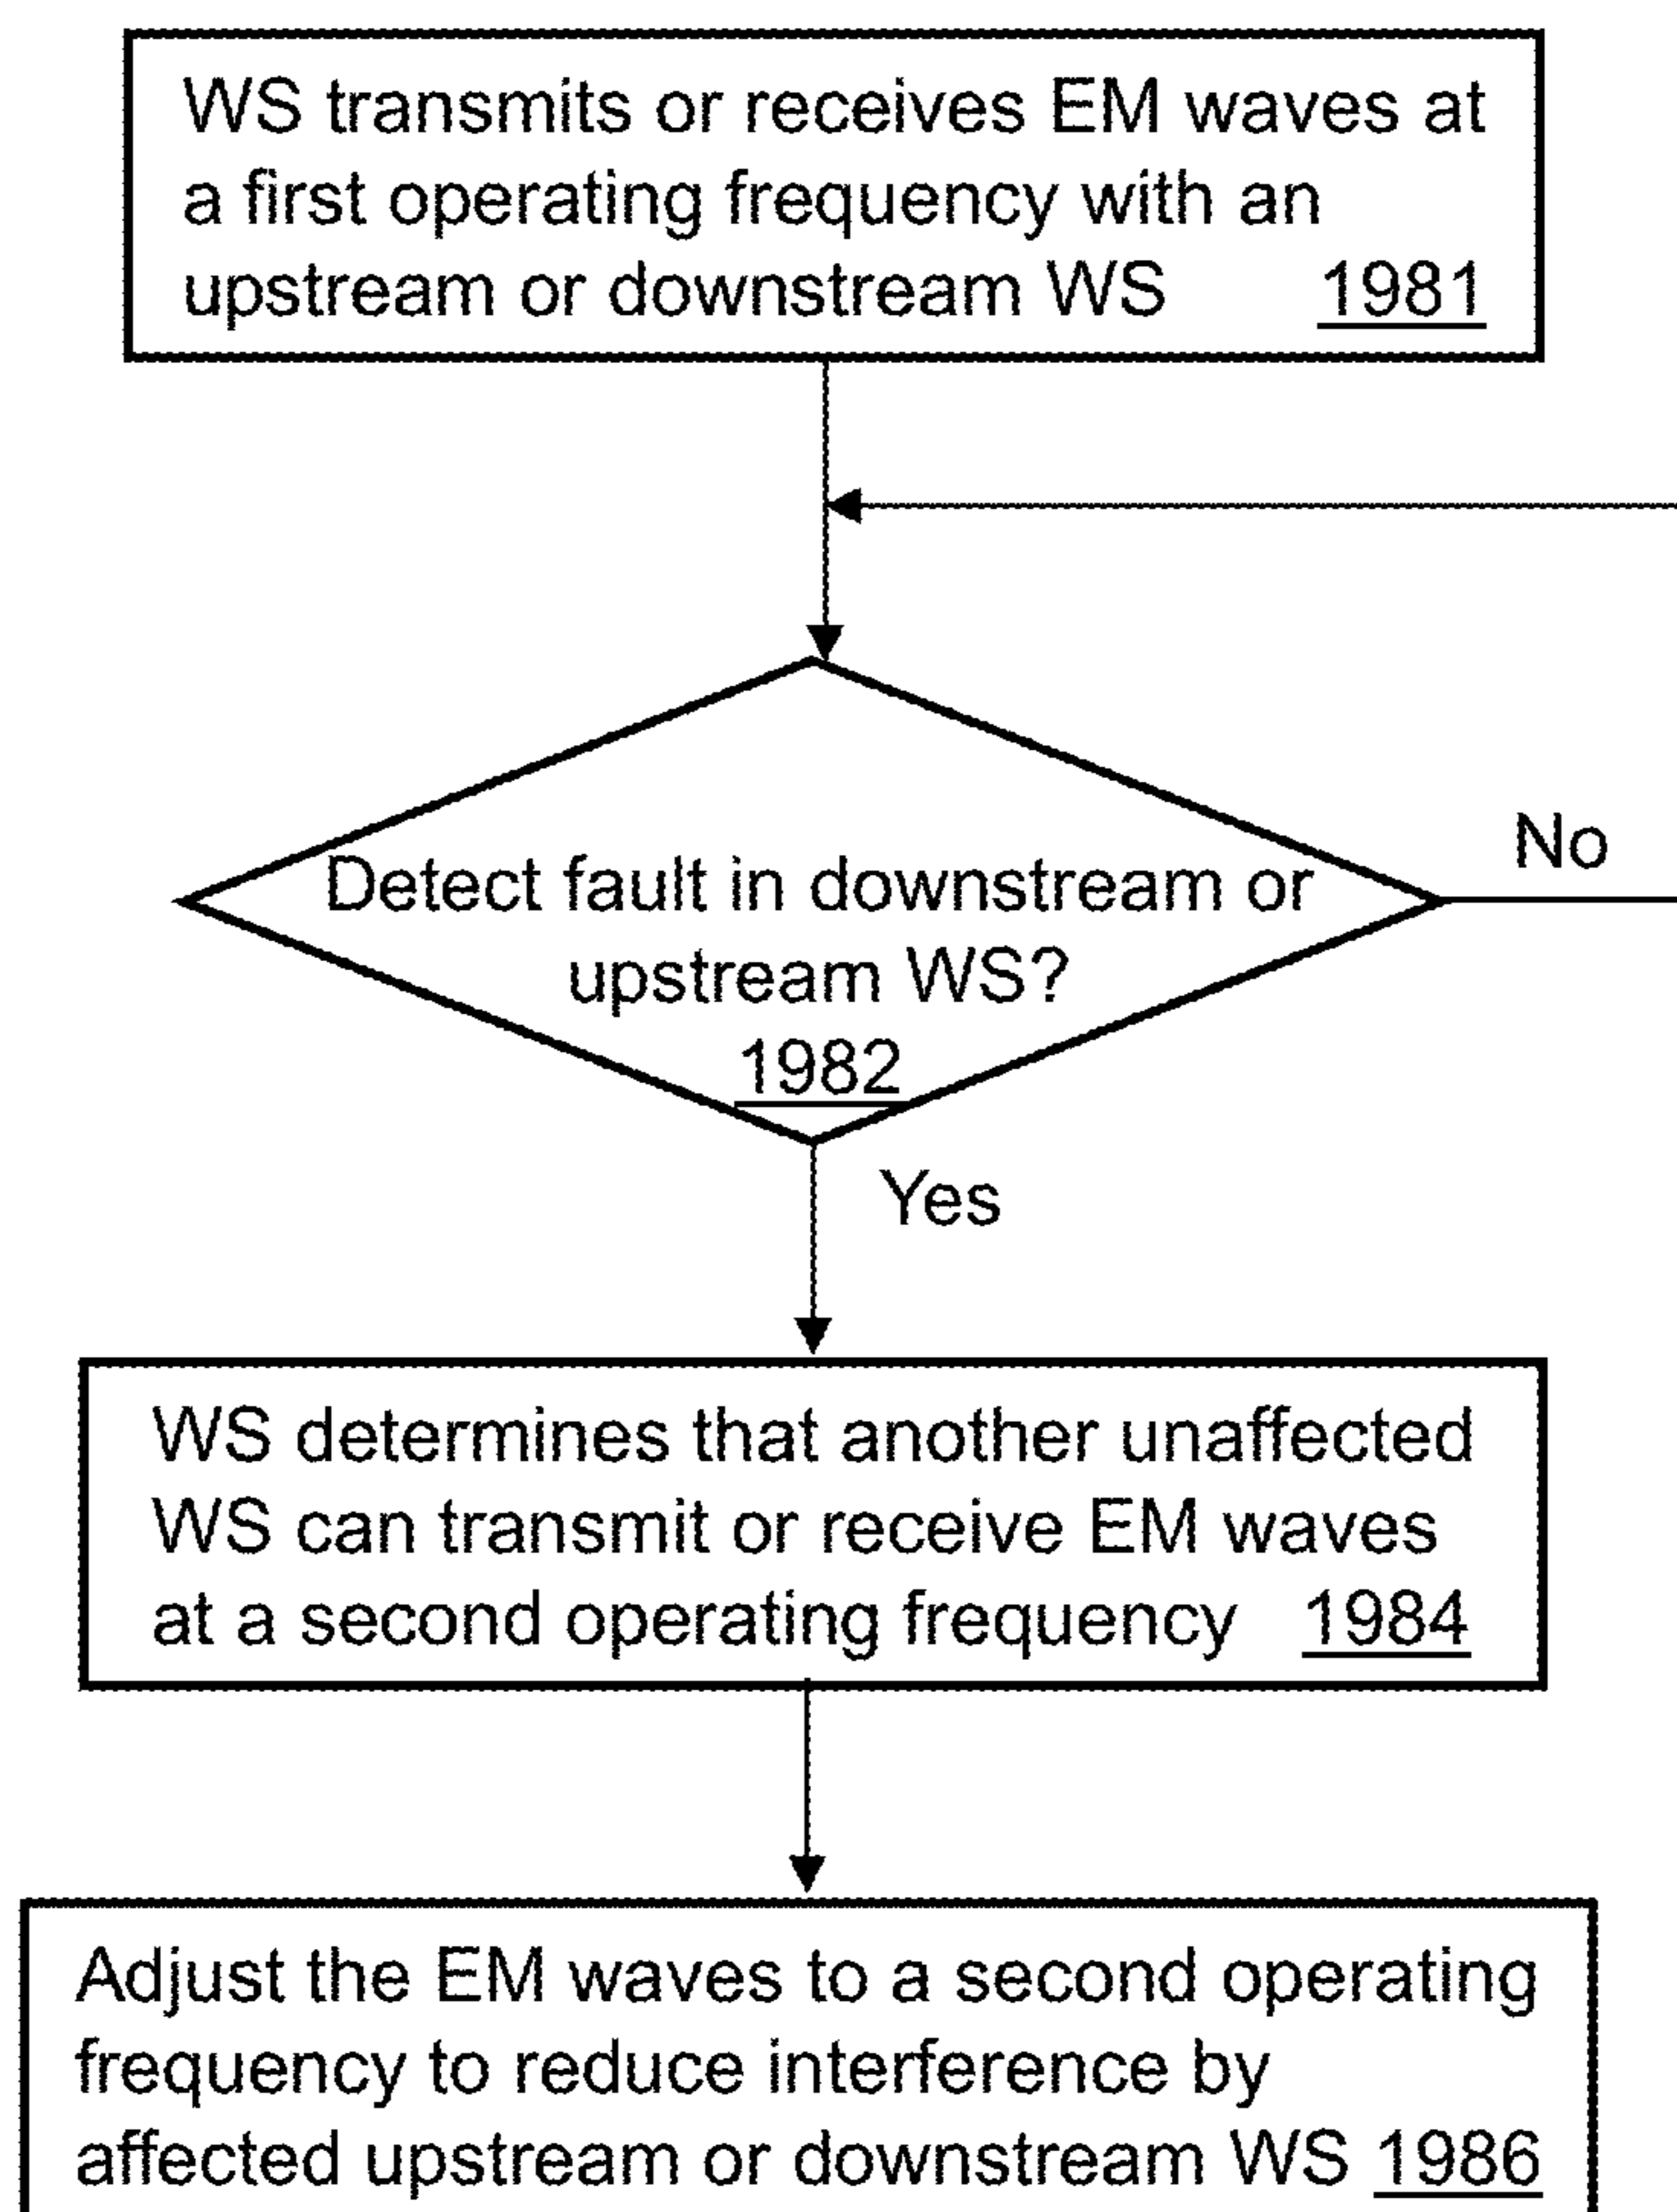 WS transmits or receives EM waves at
a first operating frequency with an
upstream or downstream WS 1981
No
Detect fault in downstream or
upstream WS?
1982
Yes
WS determines that another unaffected
WS can transmit or receive EM waves
at a second operating frequency 1984
Adjust the EM waves to a second operating
frequency to reduce interference by
affected upstream or downstream WS 1986